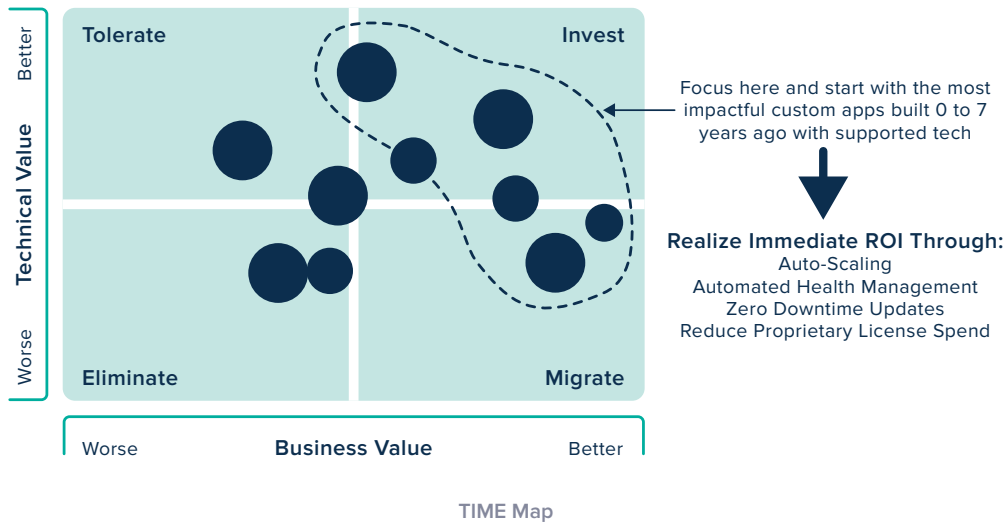 Tolerate
Invest
Better
Technical Value
Worse
Eliminate
Migrate
Worse
Business Value
Better
Focus here and start with the most
impactful custom apps built 0 to 7
years ago with supported tech
Realize Immediate ROI Through:
Auto-Scaling
Automated Health Management
Zero Downtime Updates
Reduce Proprietary License Spend
TIME Map